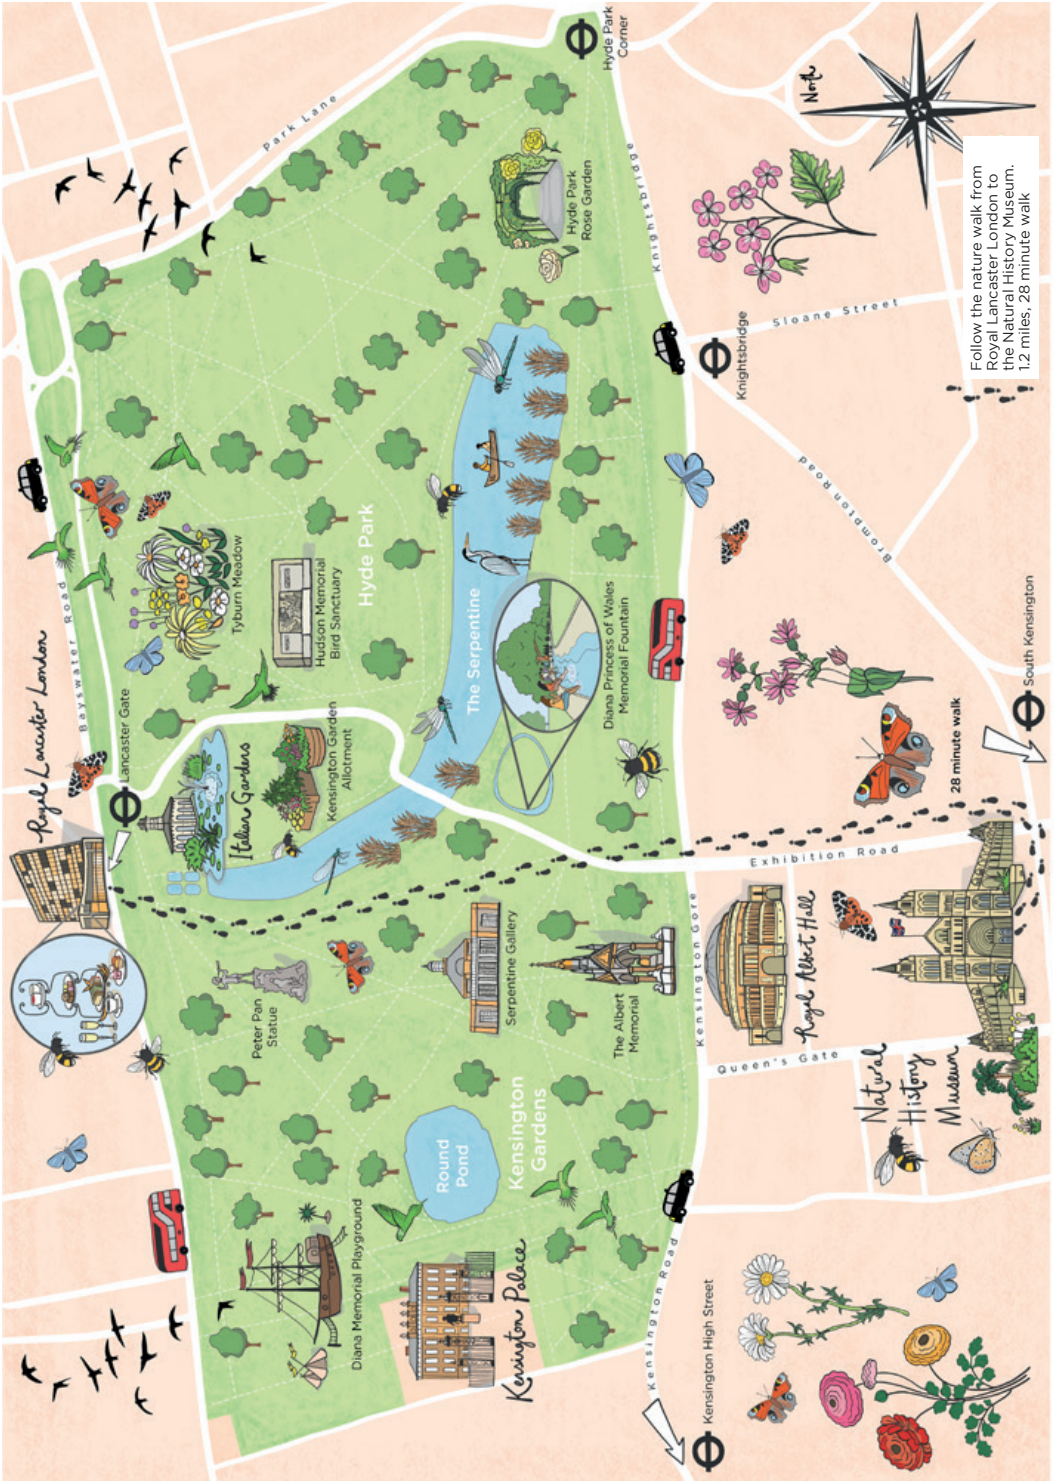 Royal Lancaster London
Bayswater Road
Lancaster Gate
Park Lane
Hyde Park
Corner
North
Knightsbridge
Hyde Park
Rose Garden
Tyburn Meadow
Hudson Memorial
Bird Sanctuary
Hyde Park
Italian Gardens
Kensington Garden
Allotment
The Serpentine
Diana Princess of Wales
Memorial Fountain
Peter Pan
Statue
Serpentine Gallery
The Albert
Memorial
Diana Memorial Playground
Round
Pond
Kensington
Gardens
Kensington Palace
Kensington Road
Kensington High Street
Kensington Gore
Queen's Gate
Royal Albert Hall
Exhibition Road
Natural
History
Museum
28 minute walk
South Kensington
Brompton Road
Knightsbridge
Sloane Street
Follow the nature walk from
Royal Lancaster London to
the Natural History Museum.
1.2 miles, 28 minute walk